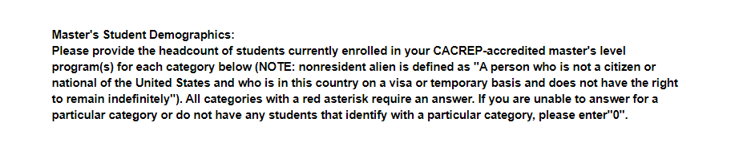 Master's Student Demographics:
Please provide the headcount of students currently enrolled in your CACREP-accredited master's level
program(s) for each category below (NOTE: nonresident alien is defined as "A person who is not a citizen or
national of the United States and who is in this country on a visa or temporary basis and does not have the right
to remain indefinitely"). All categories with a red asterisk require an answer. If you are unable to answer for a
particular category or do not have any students that identify with a particular category, please enter"0".